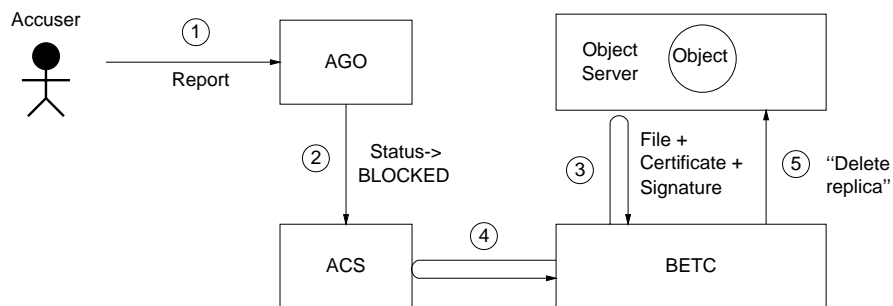 Accuser
1
Report
AGO
Object
Server
Object
2
Status->
BLOCKED
3
File +
Certificate +
Signature
5
‘‘Delete
replica’’
ACS
4
BETC